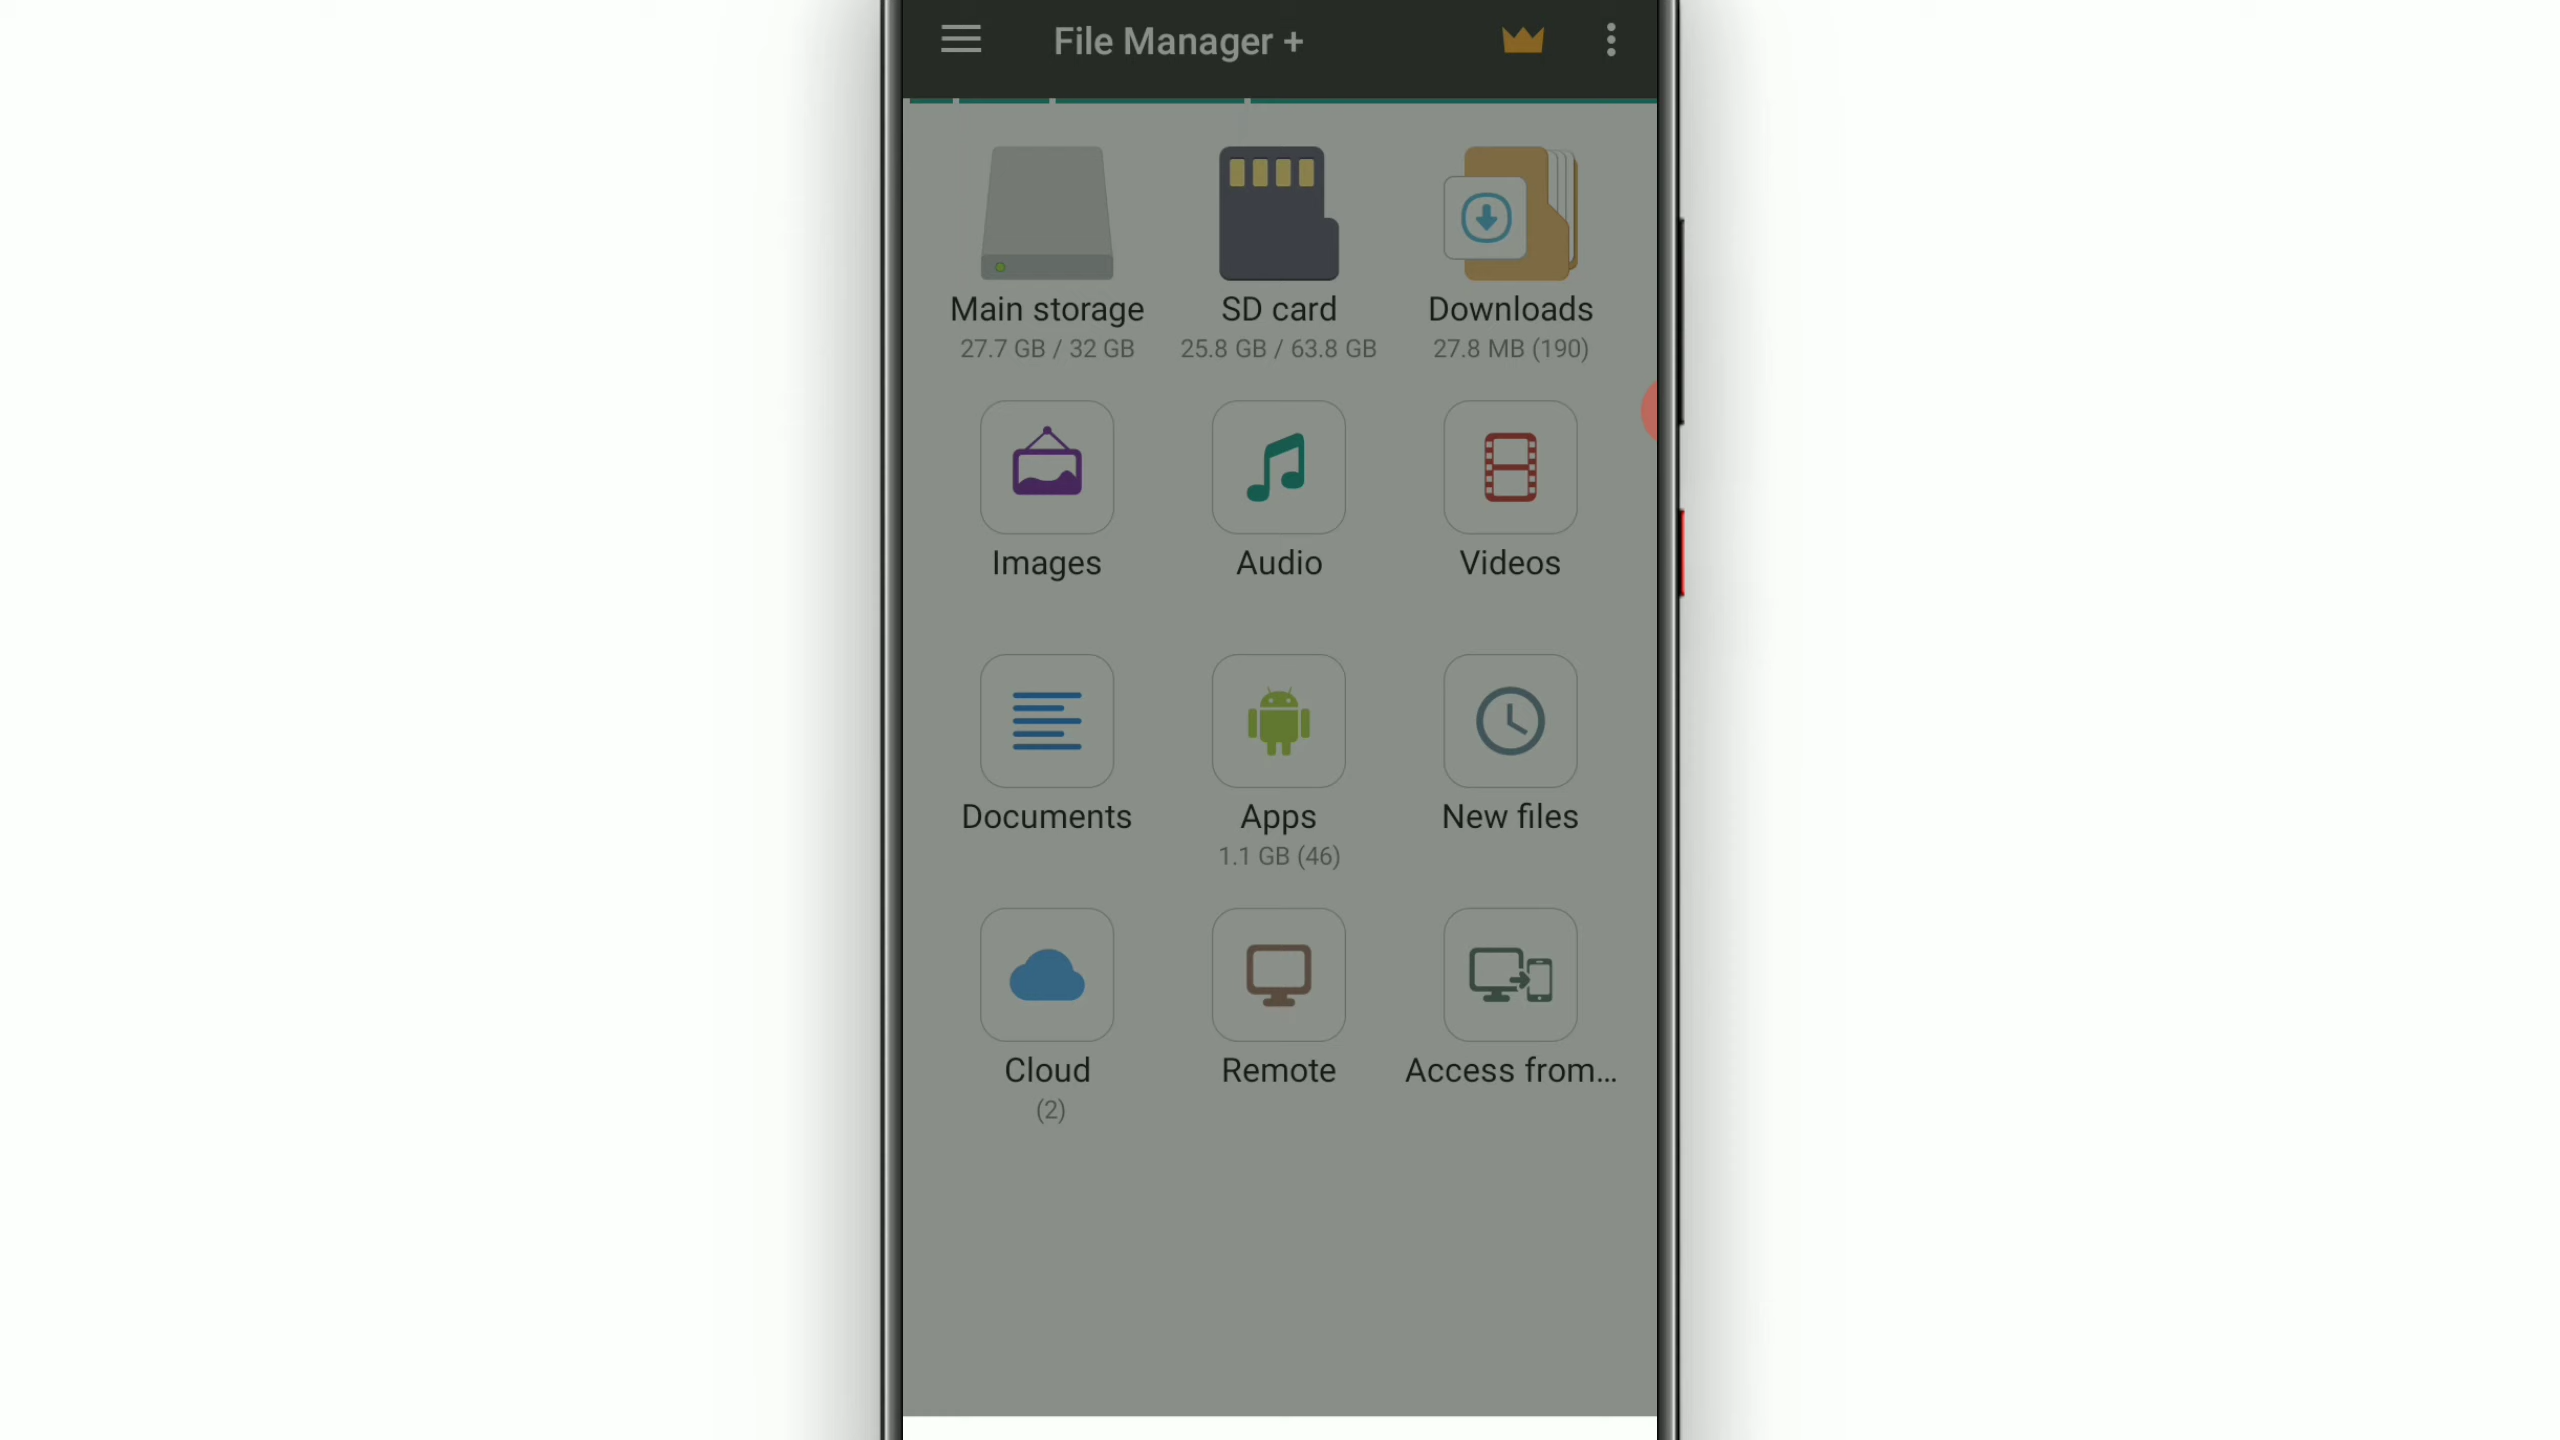 File Manager +
Main storage
27.7 GB / 32 GB
SD card
25.8 GB / 63.8 GB
Downloads
27.8 MB (190)
Images
Audio
Videos
Documents
Apps
1.1 GB (46)
New files
Cloud
(2)
Remote
Access from...